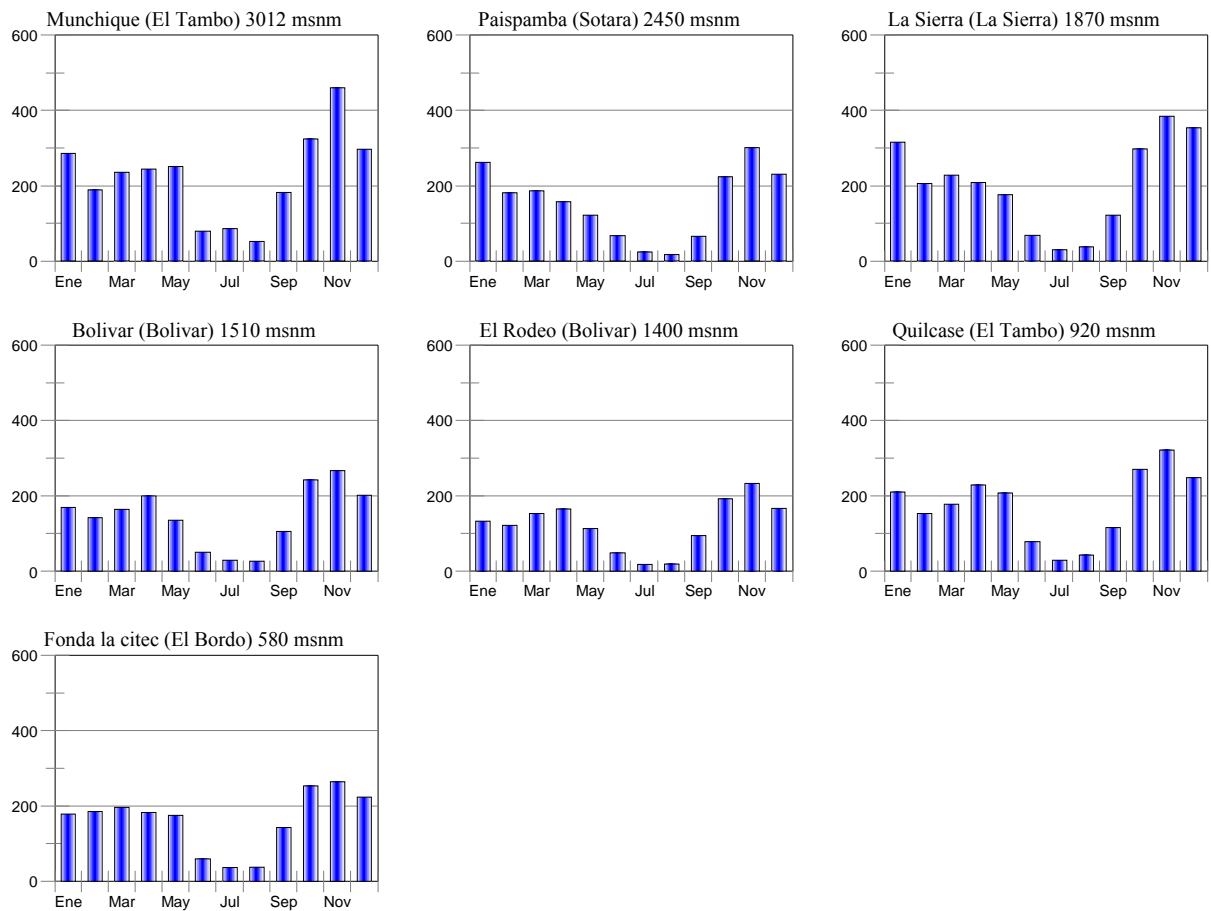 Munchique (El Tambo) 3012 msnm
600
400
200
0
Ene Mar May Jul Sep Nov
Paispamba (Sotara) 2450 msnm
600
400
200
0
Ene Mar May Jul Sep Nov
La Sierra (La Sierra) 1870 msnm
600
400
200
0
Ene Mar May Jul Sep Nov
Bolivar (Bolivar) 1510 msnm
600
400
200
0
Ene Mar May Jul Sep Nov
El Rodeo (Bolivar) 1400 msnm
600
400
200
0
Ene Mar May Jul Sep Nov
Quilcase (El Tambo) 920 msnm
600
400
200
0
Ene Mar May Jul Sep Nov
Fonda la citec (El Bordo) 580 msnm
600
400
200
0
Ene Mar May Jul Sep Nov